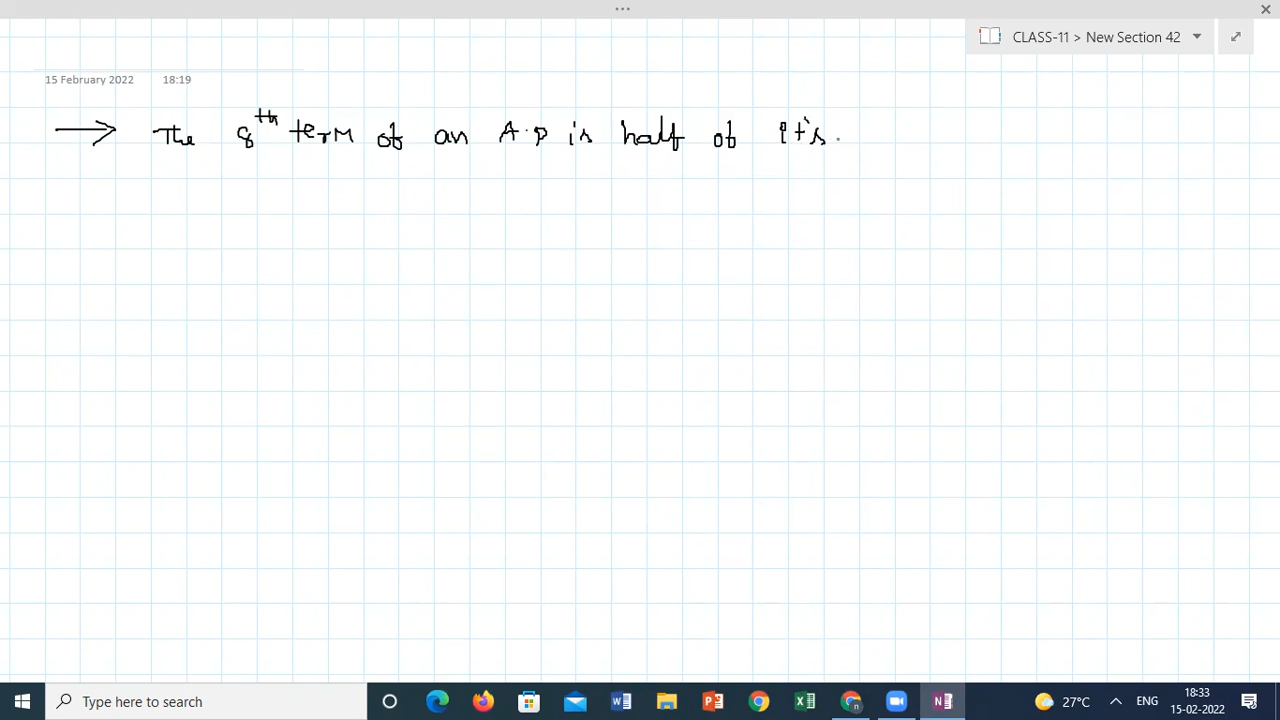 CLASS-11 > New Section 42
15 February 2022 18:19
The 8th term of an A.P is half of it's
Type here to search
27°C ENG 18:33
15-02-2022